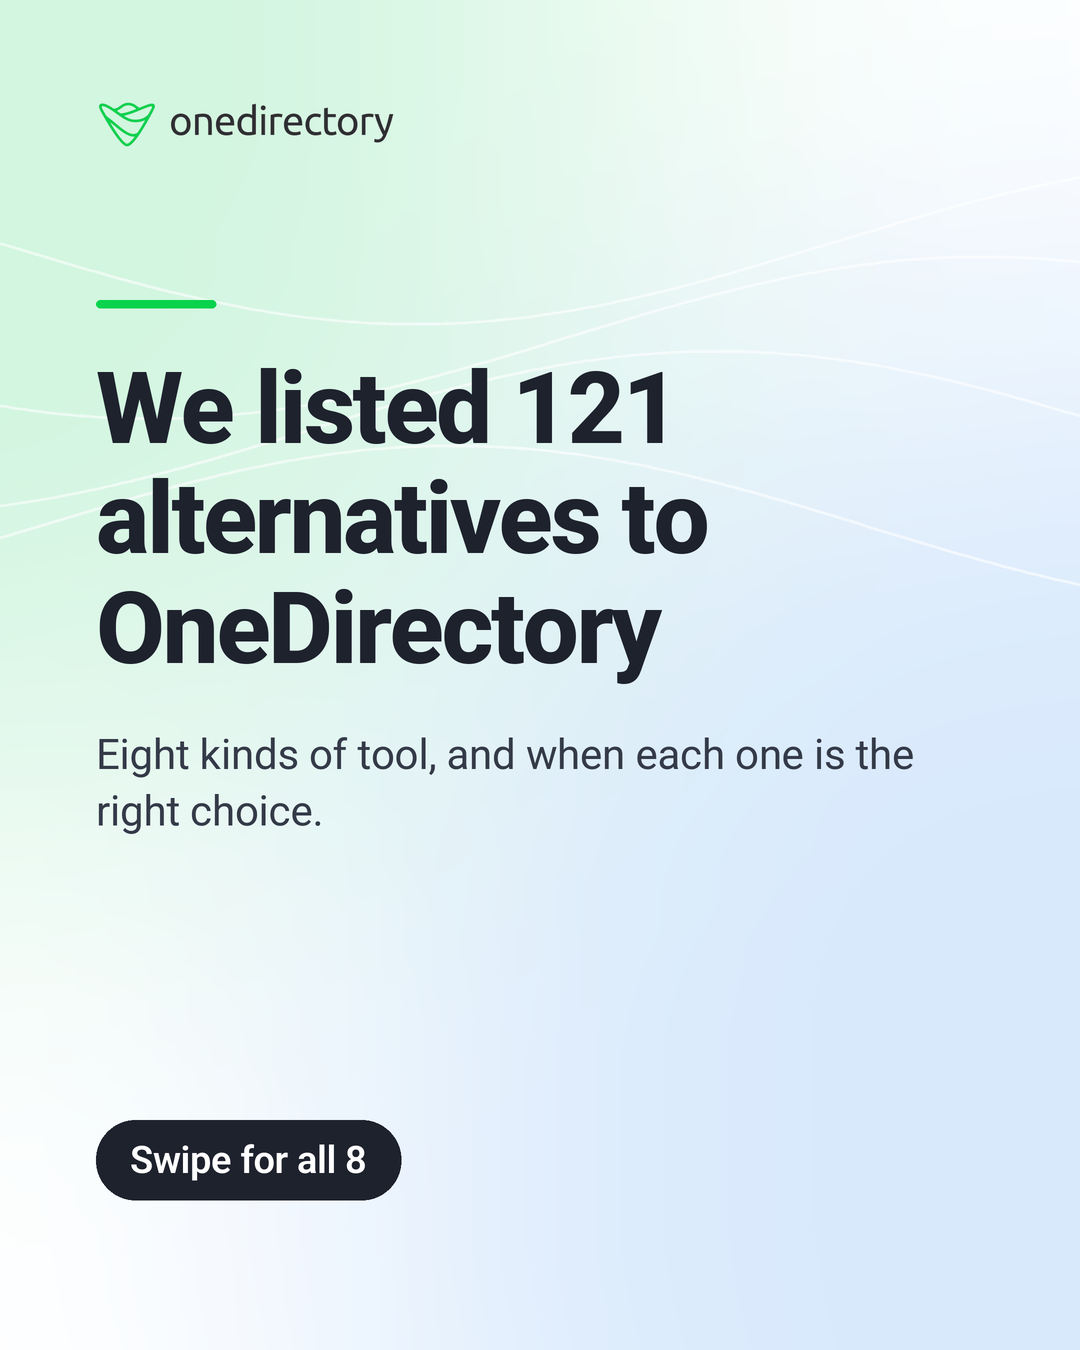 onedirectory
We listed 121
alternatives to
OneDirectory
Eight kinds of tool, and when each one is the
right choice.
Swipe for all 8